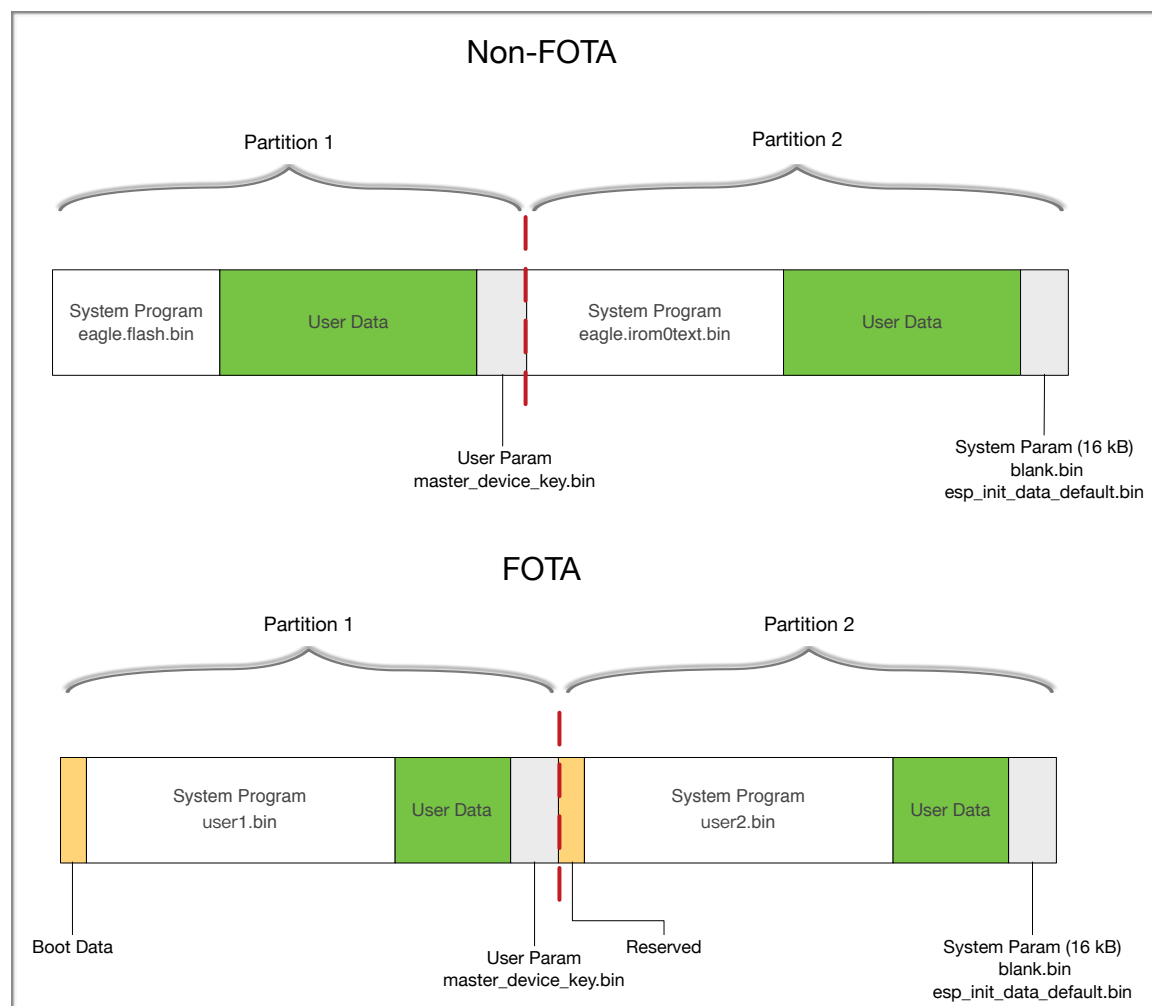 Non-FOTA
Partition 1
Partition 2
System Program
eagle.flash.bin
User Data
System Program
eagle.irom0text.bin
User Data
User Param
master_device_key.bin
System Param (16 kB)
blank.bin
esp_init_data_default.bin
FOTA
Partition 1
Partition 2
System Program
user1.bin
User Data
System Program
user2.bin
User Data
Boot Data
User Param
master_device_key.bin
Reserved
System Param (16 kB)
blank.bin
esp_init_data_default.bin